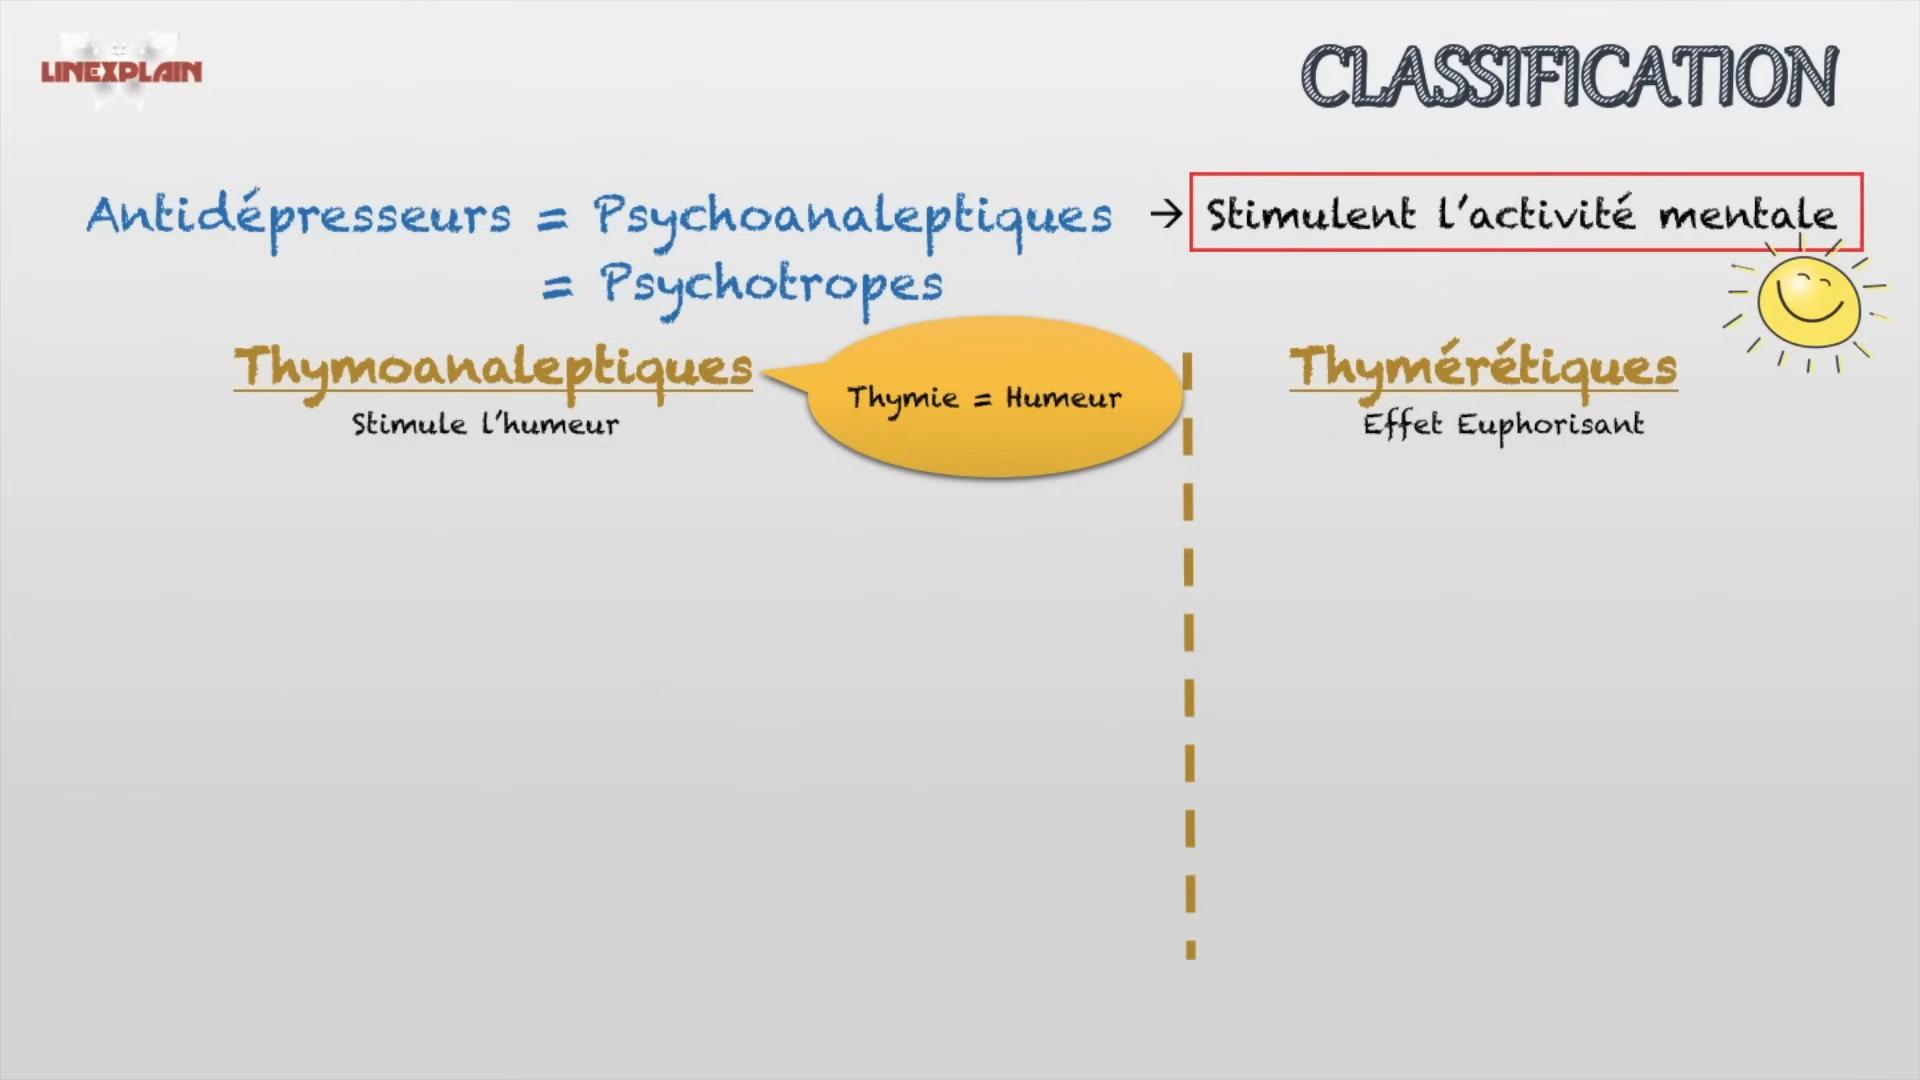 LINEXPLAIN
CLASSIFICATION
Antidépresseurs = Psychoanaleptiques → Stimulent l'activité mentale
= Psychotropes
Thymoanaleptiques
Stimule l'humeur
Thymie = Humeur
Thymérétiques
Effet Euphorisant